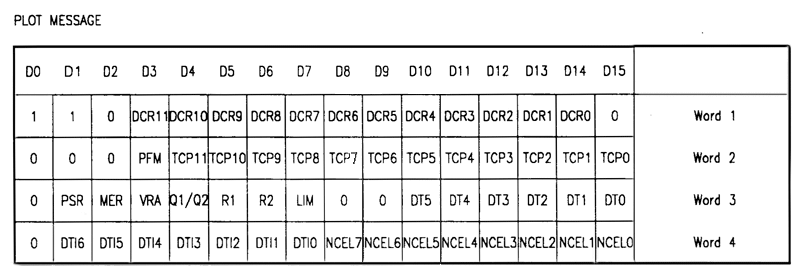 PLOT MESSAGE
D0 D1 D2 D3 D4 D5 D6 D7 D8 D9 D10 D11 D12 D13 D14 D15
1 1 0 DCR11 DCR10 DCR9 DCR8 DCR7 DCR6 DCR5 DCR4 DCR3 DCR2 DCR1 DCR0 0 Word 1
0 0 0 PFM TCP11 TCP10 TCP9 TCP8 TCP7 TCP6 TCP5 TCP4 TCP3 TCP2 TCP1 TCP0 Word 2
0 PSR MER VRA Q1/Q2 R1 R2 LIM 0 0 DT5 DT4 DT3 DT2 DT1 DT0 Word 3
0 DTI6 DTI5 DTI4 DTI3 DTI2 DTI1 DTI0 NCEL7 NCEL6 NCEL5 NCEL4 NCEL3 NCEL2 NCEL1 NCEL0 Word 4